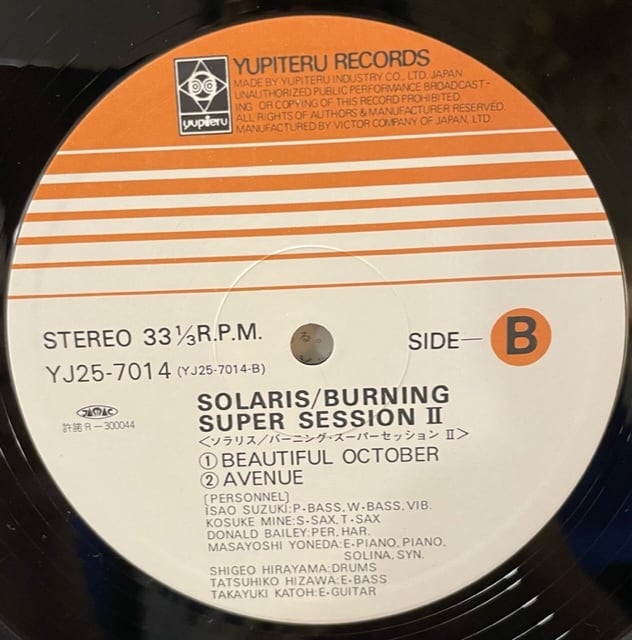 YUPITERU RECORDS
MADE BY YUPITERU INDUSTRY CO., LTD. JAPAN
UNAUTHORIZED PUBLIC PERFORMANCE BROADCAST-
ING OR COPYING OF THIS RECORD PROHIBITED.
ALL RIGHTS OF AUTHORS & MANUFACTURER RESERVED.
MANUFACTURED BY VICTOR COMPANY OF JAPAN, LTD.
yupiteru
STEREO 33⅓R.P.M.
SIDE—B
YJ25-7014 (YJ25-7014-B)
SOLARIS/BURNING
SUPER SESSION II
<ソラリス/バーニング・スーパーセッション II>
JASRAC
許諾 R-300044
①BEAUTIFUL OCTOBER
②AVENUE
[PERSONNEL]
ISAO SUZUKI:P-BASS, W-BASS, VIB.
KOSUKE MINE:S-SAX, T-SAX
DONALD BAILEY:PER, HAR.
MASAYOSHI YONEDA:E-PIANO, PIANO,
SOLINA, SYN.
SHIGEO HIRAYAMA:DRUMS
TATSUHIKO HIZAWA:E-BASS
TAKAYUKI KATOH:E-GUITAR